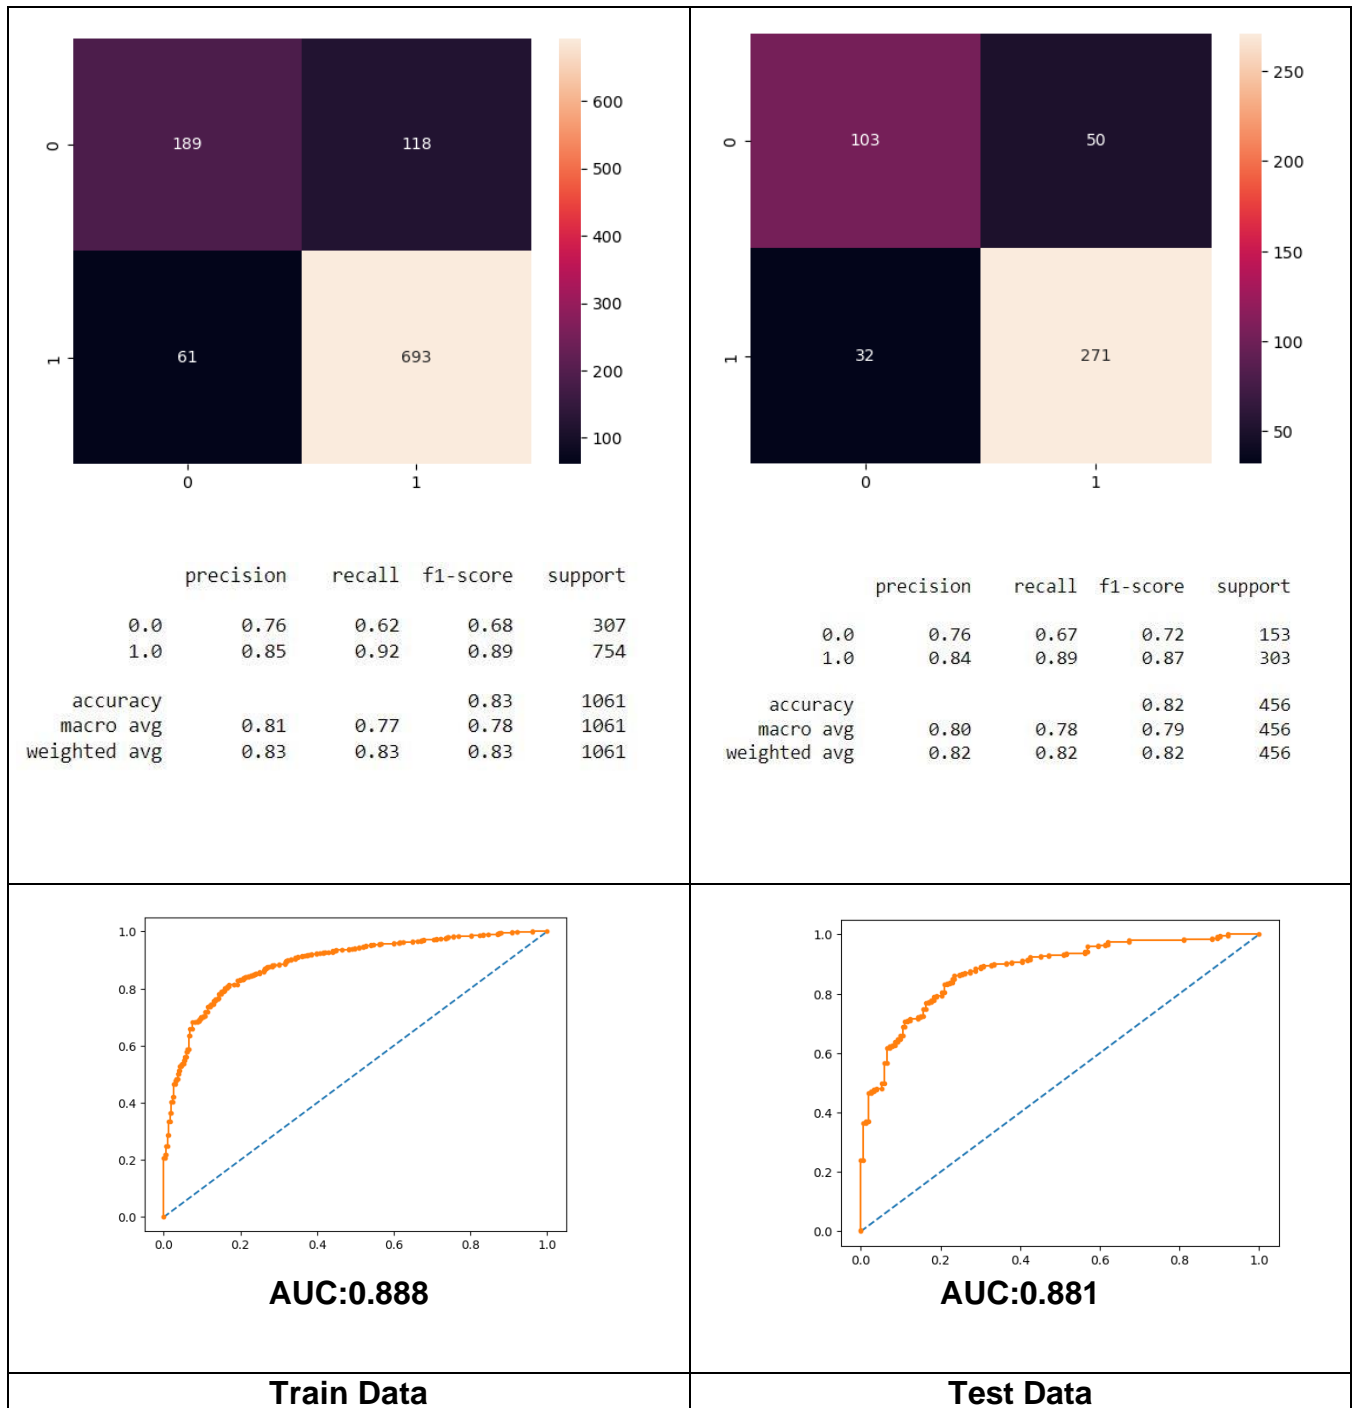 0 189 118 600
500
400
1 61 693 300
200
100
0 1
precision recall f1-score support
0.0 0.76 0.62 0.68 307
1.0 0.85 0.92 0.89 754
accuracy 0.83 1061
macro avg 0.81 0.77 0.78 1061
weighted avg 0.83 0.83 0.83 1061
0 103 50 250
200
150
1 32 271 100
50
0 1
precision recall f1-score support
0.0 0.76 0.67 0.72 153
1.0 0.84 0.89 0.87 303
accuracy 0.82 456
macro avg 0.80 0.78 0.79 456
weighted avg 0.82 0.82 0.82 456
1.0
0.8
0.6
0.4
0.2
0.0
0.0 0.2 0.4 0.6 0.8 1.0
AUC:0.888
1.0
0.8
0.6
0.4
0.2
0.0
0.0 0.2 0.4 0.6 0.8 1.0
AUC:0.881
Train Data
Test Data